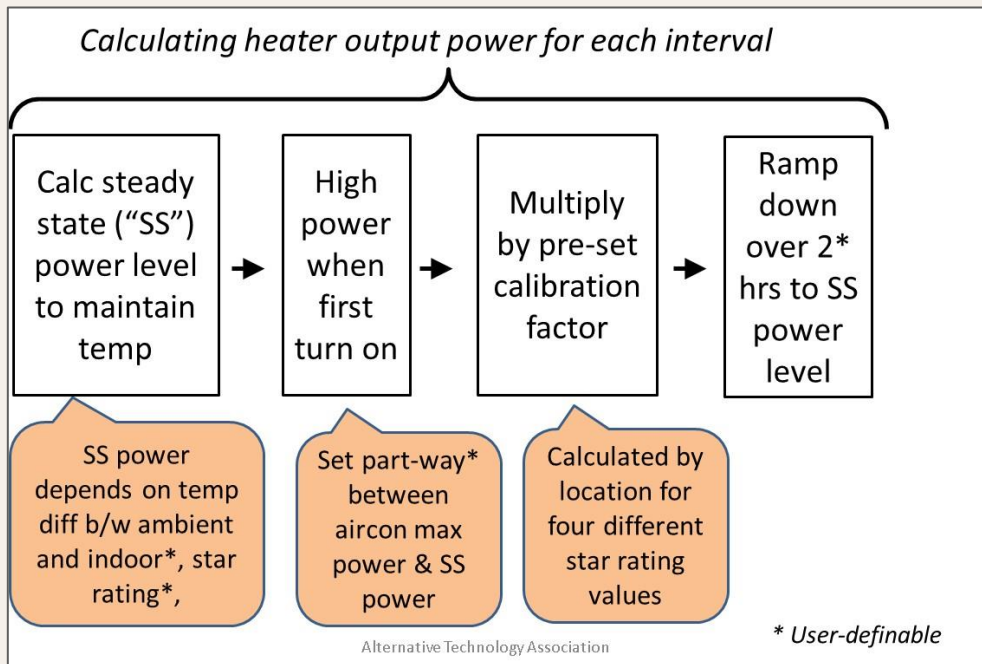 Calculating heater output power for each interval
Calc steady
state (“SS”)
power level
to maintain
temp
High
power
when
first
turn on
Multiply
by pre-set
calibration
factor
Ramp
down
over 2*
hrs to SS
power
level
SS power
depends on temp
diff b/w ambient
and indoor*, star
rating*,
Set part-way*
between
aircon max
power & SS
power
Calculated by
location for
four different
star rating
values
Alternative Technology Association
* User-definable